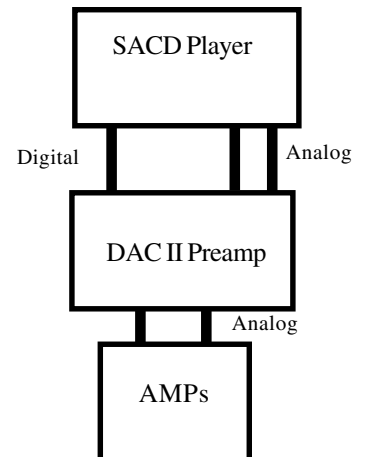 SACD Player
Digital
Analog
DAC II Preamp
Analog
AMPs